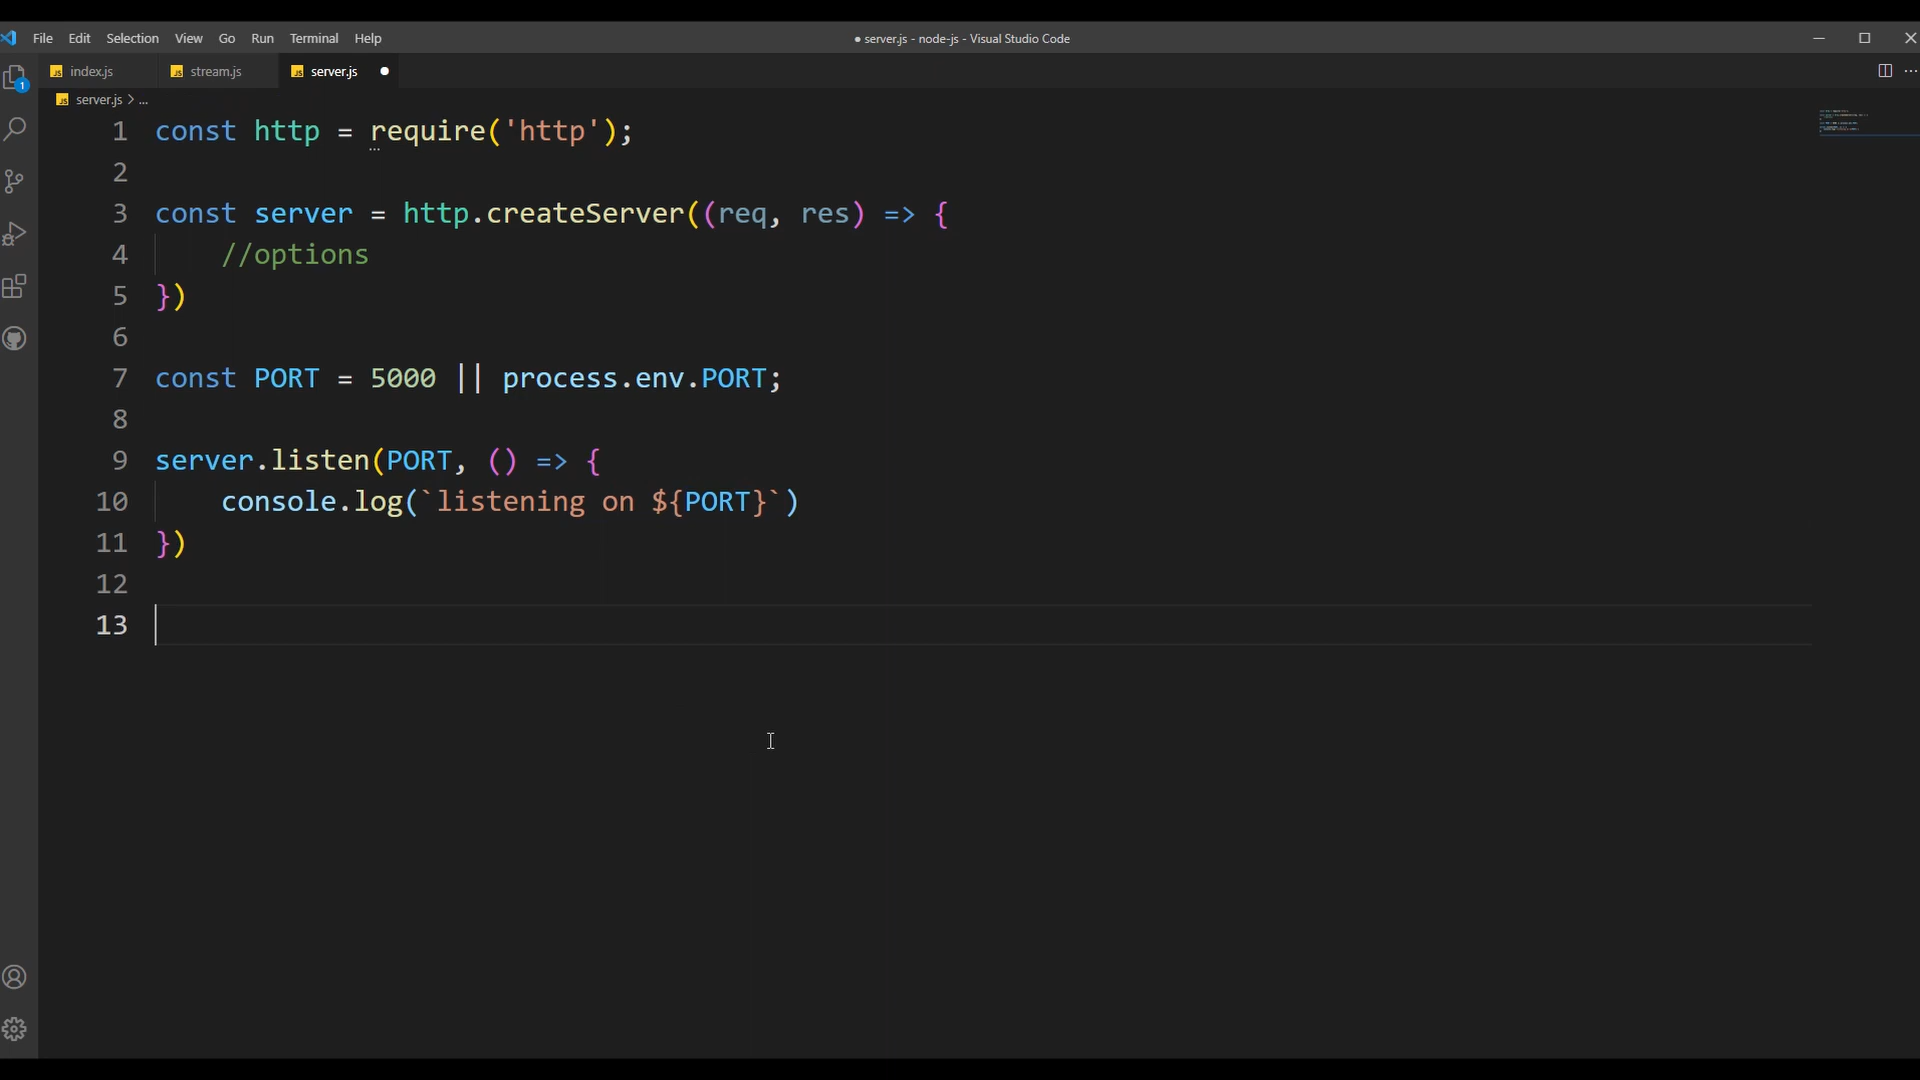 File Edit Selection View Go Run Terminal Help
● server.js - node-js - Visual Studio Code
index.js
stream.js
server.js
1
server.js > ...
1 const http = require('http');
2
3 const server = http.createServer((req, res) => {
4 //options
5 })
6
7 const PORT = 5000 || process.env.PORT;
8
9 server.listen(PORT, () => {
10 console.log(`listening on ${PORT}`)
11 })
12
13